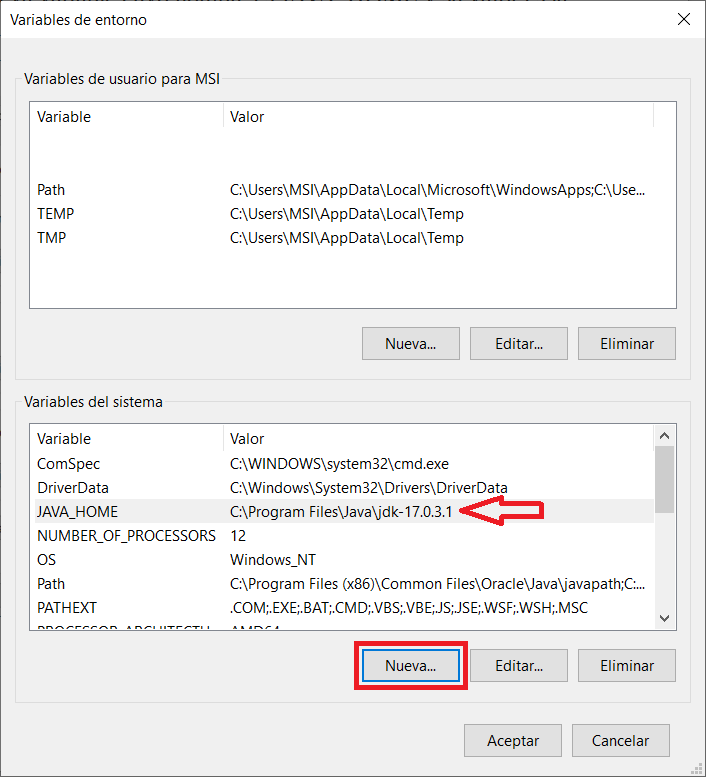 Variables de entorno
Variables de usuario para MSI
Variable Valor
Path C:\Users\MSI\AppData\Local\Microsoft\WindowsApps;C:\Use...
TEMP C:\Users\MSI\AppData\Local\Temp
TMP C:\Users\MSI\AppData\Local\Temp
Nueva... Editar... Eliminar
Variables del sistema
Variable Valor
ComSpec C:\WINDOWS\system32\cmd.exe
DriverData C:\Windows\System32\Drivers\DriverData
JAVA_HOME C:\Program Files\Java\jdk-17.0.3.1
NUMBER_OF_PROCESSORS 12
OS Windows_NT
Path C:\Program Files (x86)\Common Files\Oracle\Java\javapath;C:...
PATHEXT .COM;.EXE;.BAT;.CMD;.VBS;.VBE;.JS;.JSE;.WSF;.WSH;.MSC
Nueva... Editar... Eliminar
Aceptar Cancelar